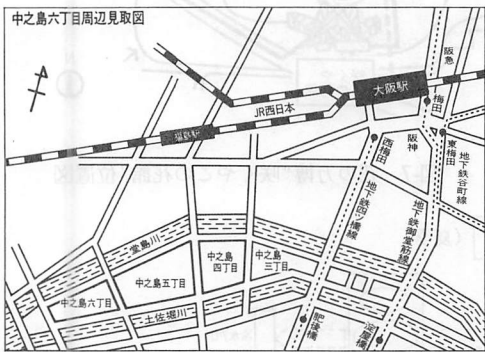 中之島六丁目周辺見取図
阪急
大阪駅
梅田
JR西日本
福島駅
阪神
西梅田
東梅田
地下鉄谷町線
地下鉄四ツ橋線
地下鉄御堂筋線
堂島川
中之島三丁目
中之島四丁目
中之島五丁目
中之島六丁目
土佐堀川
肥後橋
淀屋橋